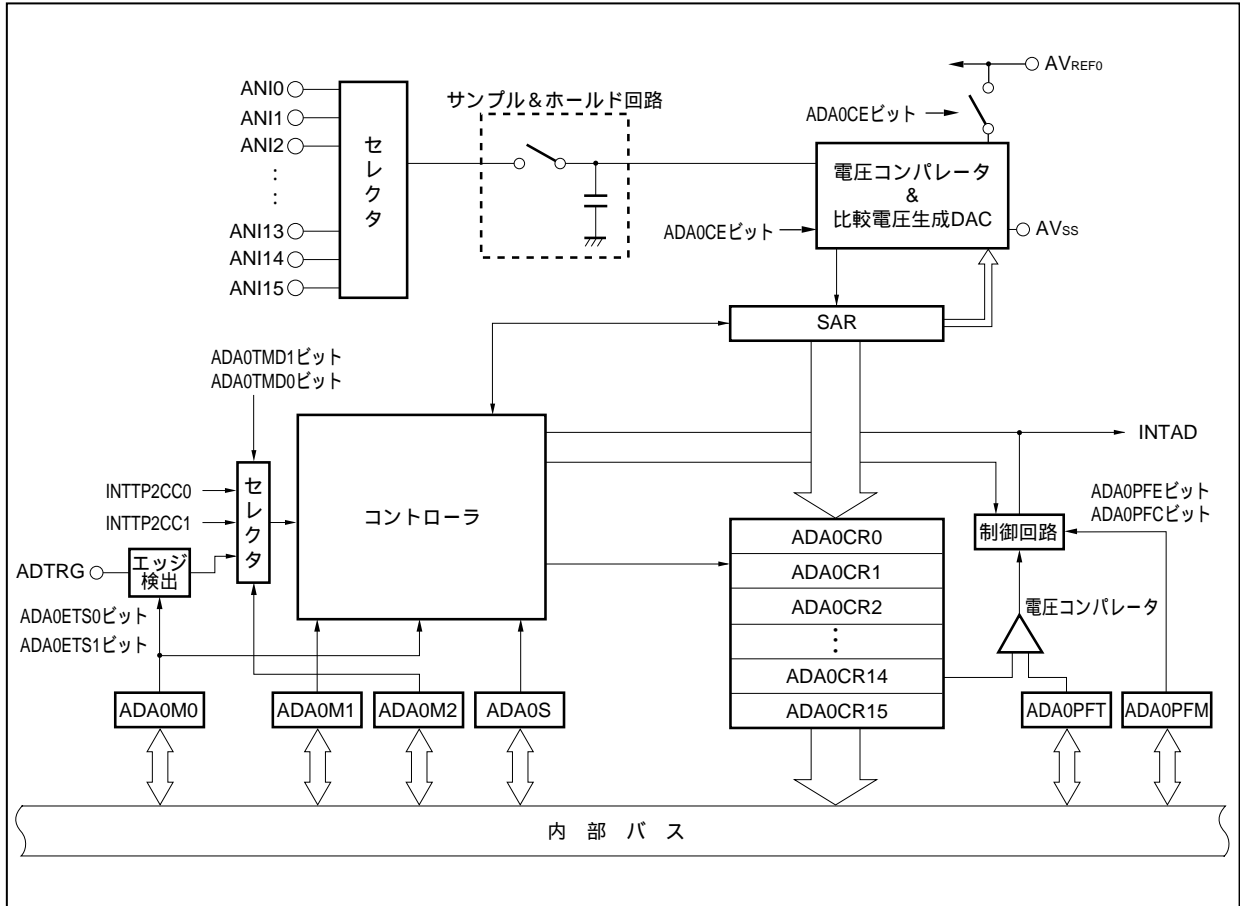 ANI0
ANI1
ANI2
⋮
ANI13
ANI14
ANI15
セレクタ
サンプル&ホールド回路
AVREF0
ADA0CEビット
電圧コンパレータ
&
比較電圧生成DAC
ADA0CEビット
AVSS
SAR
ADA0TMD1ビット
ADA0TMD0ビット
INTTP2CC0
INTTP2CC1
ADTRG
エッジ
検出
セレクタ
ADA0ETS0ビット
ADA0ETS1ビット
コントローラ
INTAD
ADA0PFEビット
ADA0PFCビット
制御回路
電圧コンパレータ
ADA0CR0
ADA0CR1
ADA0CR2
⋮
ADA0CR14
ADA0CR15
ADA0M0
ADA0M1
ADA0M2
ADA0S
ADA0PFT
ADA0PFM
内 部 バ ス